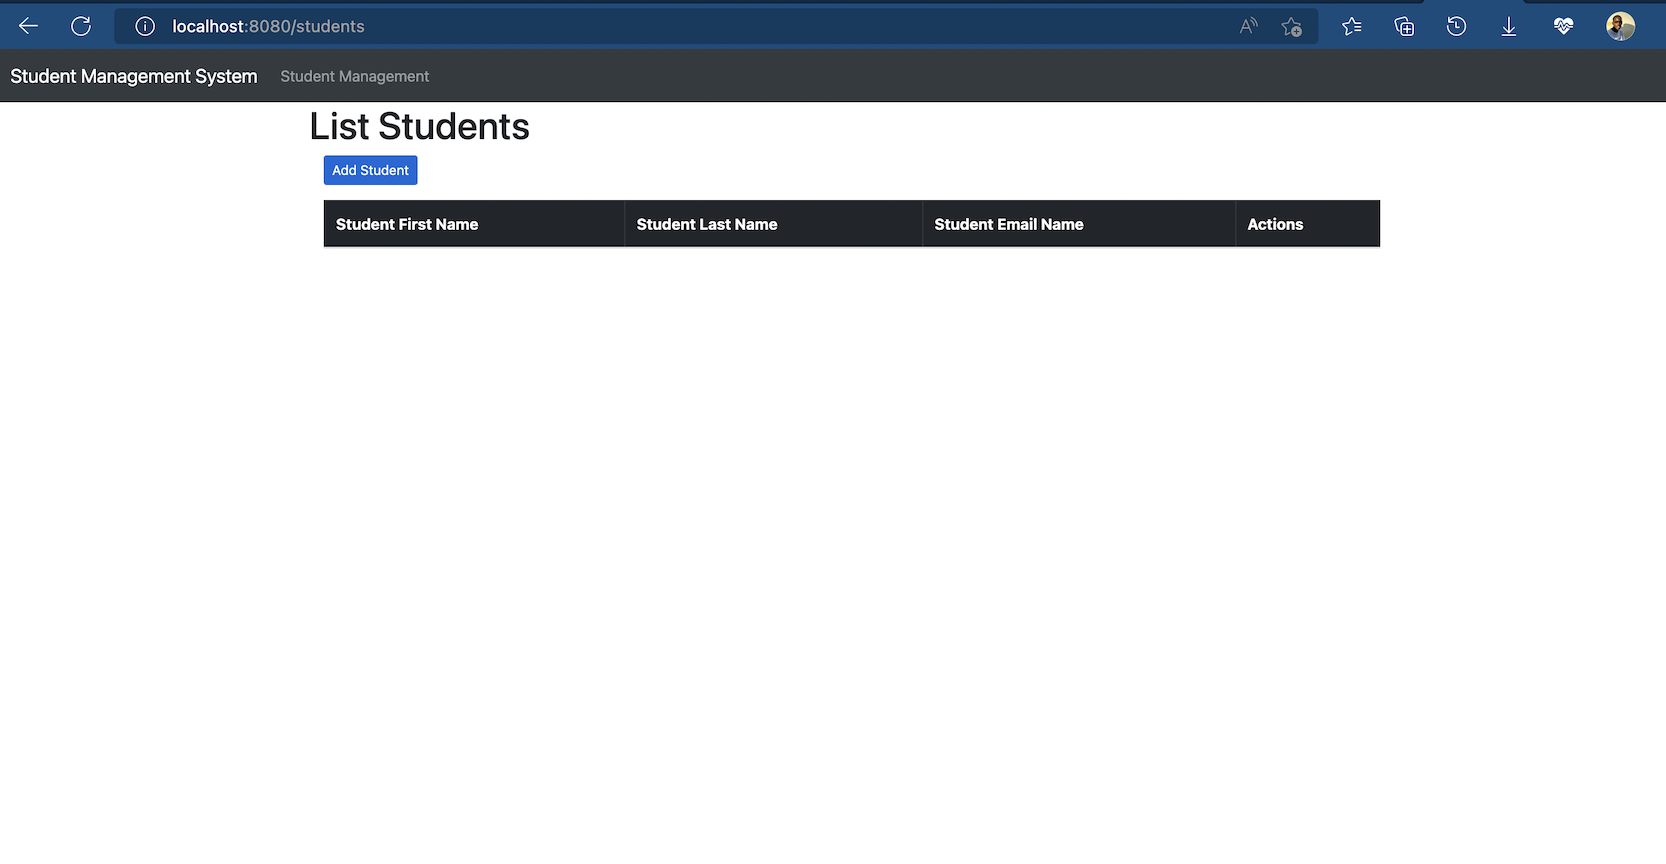 localhost:8080/students
Student Management System Student Management
List Students
Add Student
Student First Name Student Last Name Student Email Name Actions